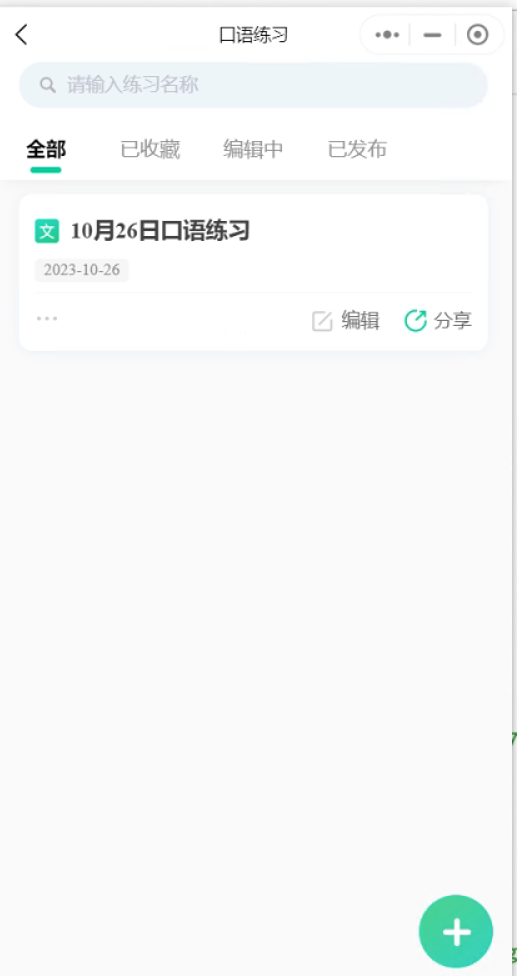 口语练习
请输入练习名称
全部 已收藏 编辑中 已发布
文 10月26日口语练习
2023-10-26
编辑 分享